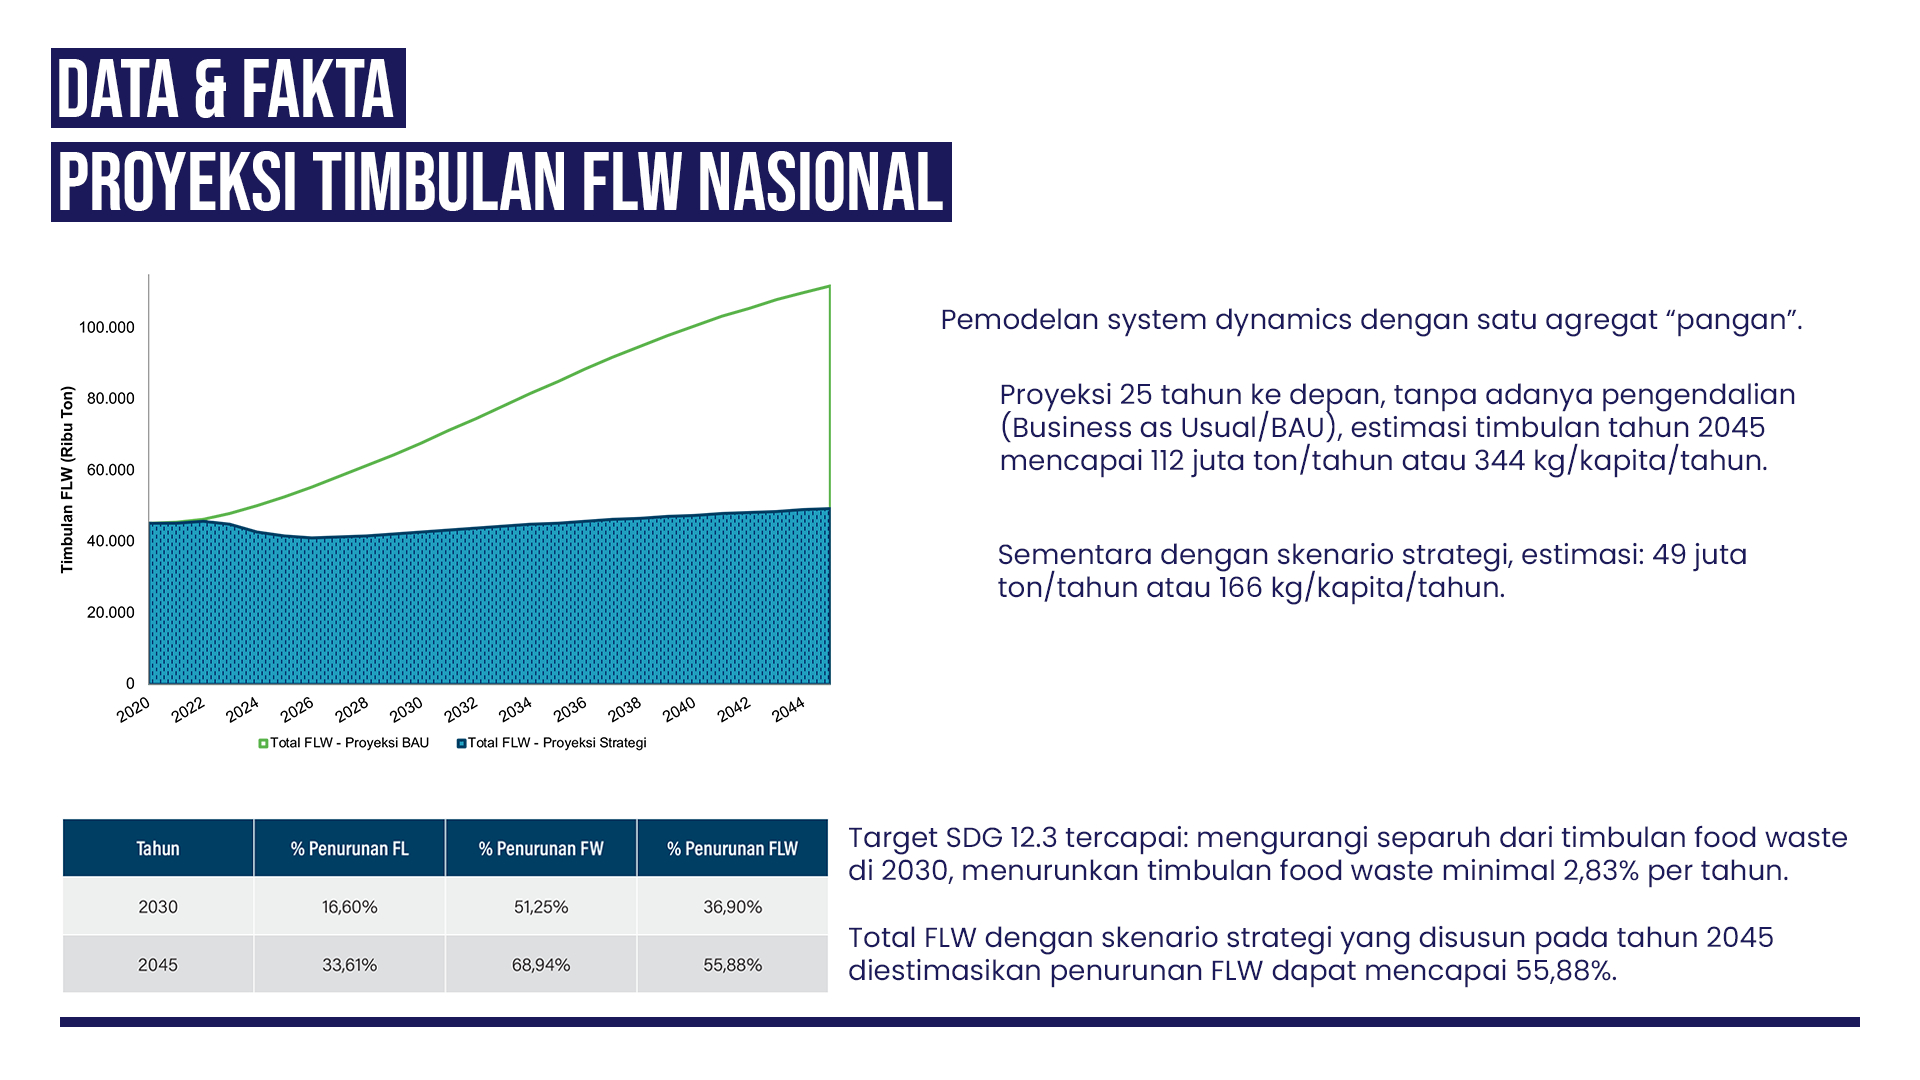 DATA & FAKTA
PROYEKSI TIMBULAN FLW NASIONAL
Timbulan FLW (Ribu Ton)
100.000
80.000
60.000
40.000
20.000
0
2020 2022 2024 2026 2028 2030 2032 2034 2036 2038 2040 2042 2044
Total FLW - Proyeksi BAU Total FLW - Proyeksi Strategi
Pemodelan system dynamics dengan satu agregat “pangan”.
Proyeksi 25 tahun ke depan, tanpa adanya pengendalian
(Business as Usual/BAU), estimasi timbulan tahun 2045
mencapai 112 juta ton/tahun atau 344 kg/kapita/tahun.
Sementara dengan skenario strategi, estimasi: 49 juta
ton/tahun atau 166 kg/kapita/tahun.
Tahun % Penurunan FL % Penurunan FW % Penurunan FLW
2030 16,60% 51,25% 36,90%
2045 33,61% 68,94% 55,88%
Target SDG 12.3 tercapai: mengurangi separuh dari timbulan food waste
di 2030, menurunkan timbulan food waste minimal 2,83% per tahun.
Total FLW dengan skenario strategi yang disusun pada tahun 2045
diestimasikan penurunan FLW dapat mencapai 55,88%.